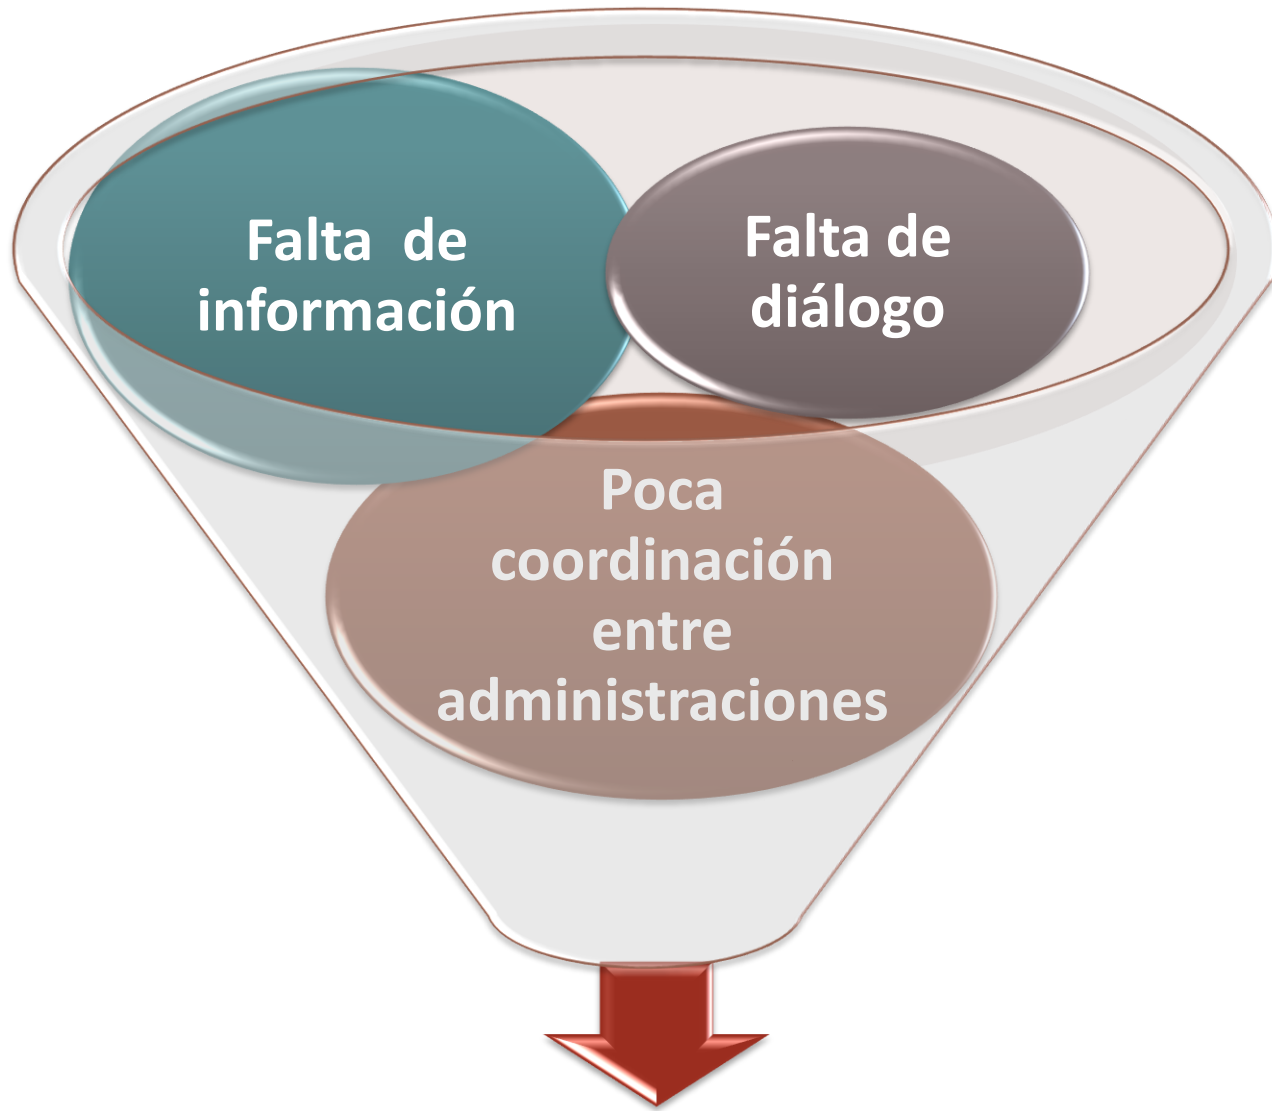 Falta  de
información
Falta de
diálogo
Poca
coordinación
entre
administraciones